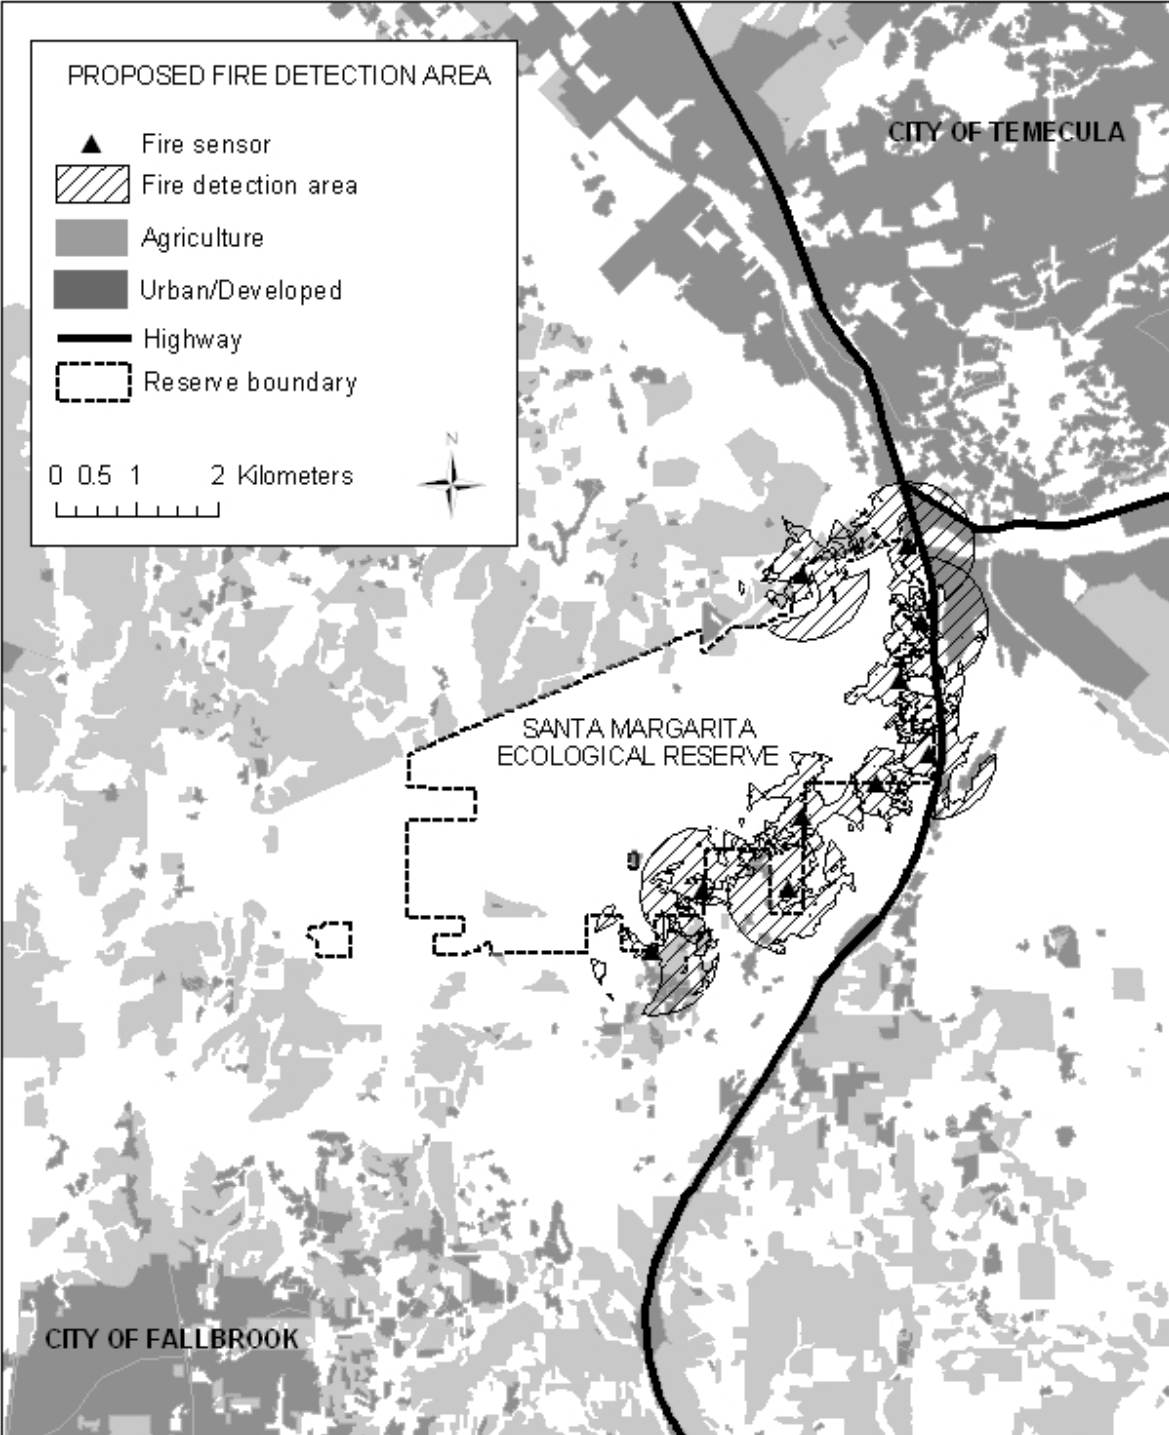 PROPOSED FIRE DETECTION AREA
Fire sensor
Fire detection area
Agriculture
Urban/Developed
Highway
Reserve boundary
N
0 0.5 1 2 Kilometers
CITY OF TEMECULA
SANTA MARGARITA
ECOLOGICAL RESERVE
CITY OF FALLBROOK